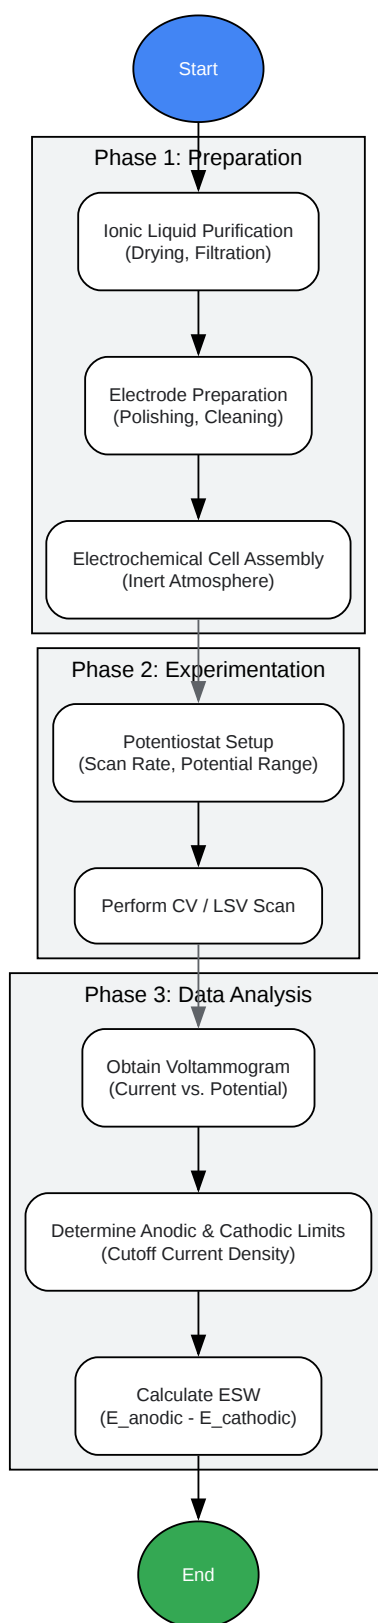 Start
Phase 1: Preparation
Ionic Liquid Purification
(Drying, Filtration)
Electrode Preparation
(Polishing, Cleaning)
Electrochemical Cell Assembly
(Inert Atmosphere)
Phase 2: Experimentation
Potentiostat Setup
(Scan Rate, Potential Range)
Perform CV / LSV Scan
Phase 3: Data Analysis
Obtain Voltammogram
(Current vs. Potential)
Determine Anodic & Cathodic Limits
(Cutoff Current Density)
Calculate ESW
(E_anodic - E_cathodic)
End